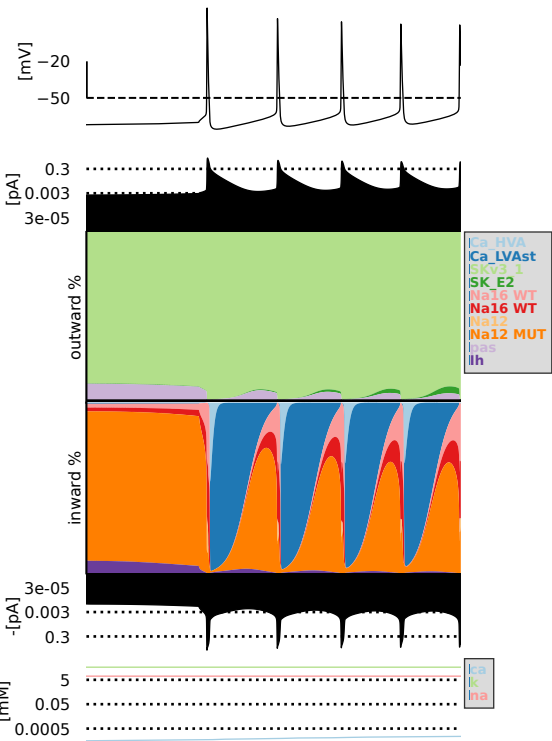 [mV]
−20
−50
[pA]
0.3
0.003
3e-05
outward %
Ca_HVA
Ca_LVAst
SKv3_1
SK_E2
Na16 WT
Na16 WT
Na12
Na12 MUT
pas
Ih
inward %
-[pA]
3e-05
0.003
0.3
[mM]
5
0.05
0.0005
ca
k
na